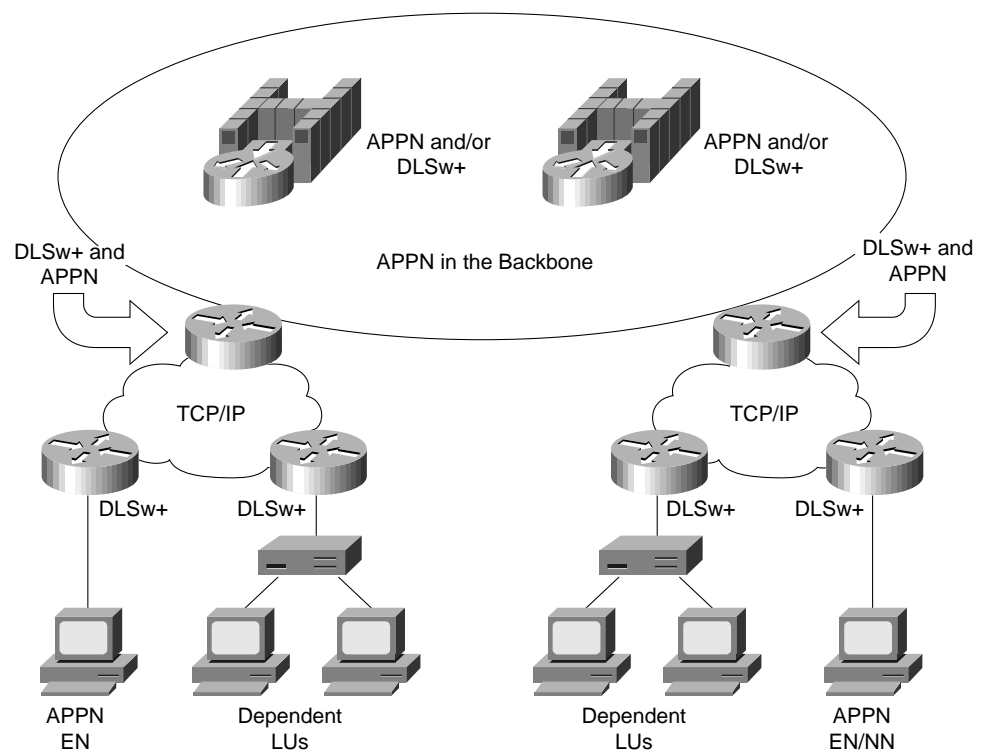 APPN and/or
DLSw+
APPN and/or
DLSw+
APPN in the Backbone
DLSw+ and
APPN
DLSw+ and
APPN
TCP/IP
TCP/IP
DLSw+
DLSw+
DLSw+
DLSw+
APPN
EN
Dependent
LUs
Dependent
LUs
APPN
EN/NN